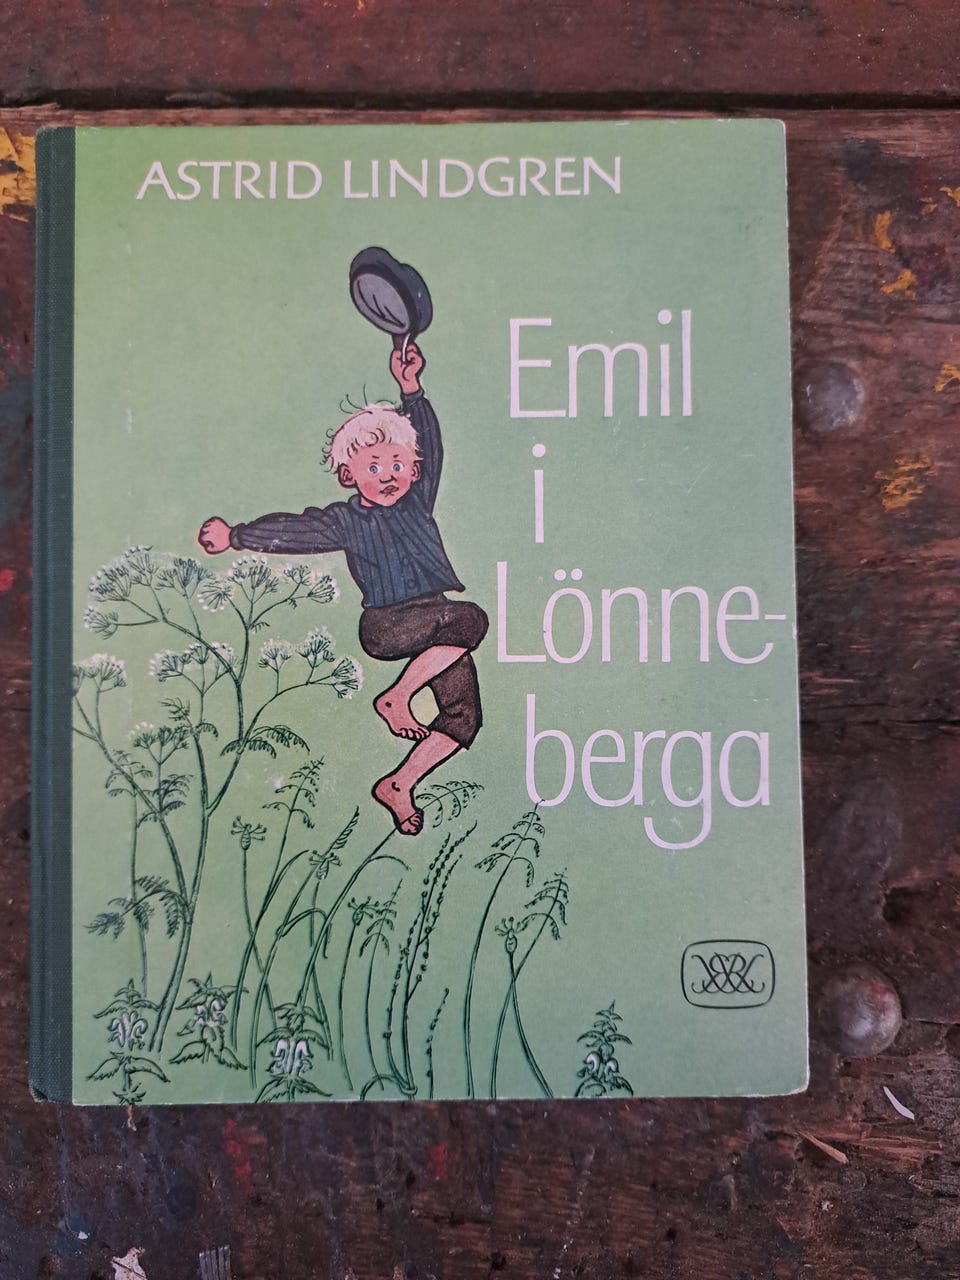 ASTRID LINDGREN
Emil
i
Lönne-
berga